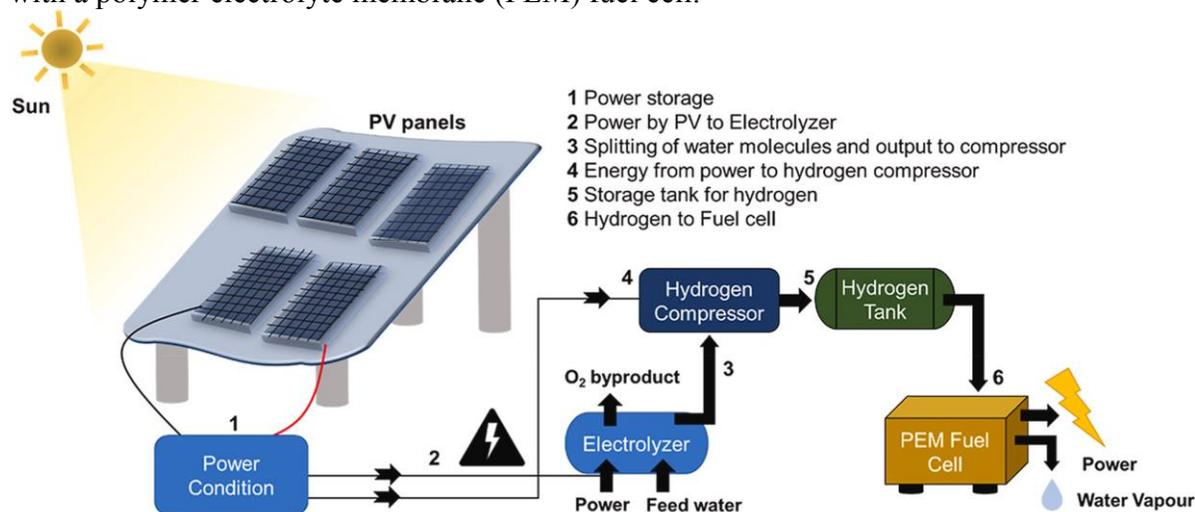 with a polymer electrolyte membrane (PEM) fuel cell.
Sun
PV panels
1 Power storage
2 Power by PV to Electrolyzer
3 Splitting of water molecules and output to compressor
4 Energy from power to hydrogen compressor
5 Storage tank for hydrogen
6 Hydrogen to Fuel cell
4
Hydrogen
Compressor
5
Hydrogen
Tank
O₂ byproduct
3
6
1
Power
Condition
2
Electrolyzer
Power
Feed water
PEM Fuel
Cell
Power
Water Vapour